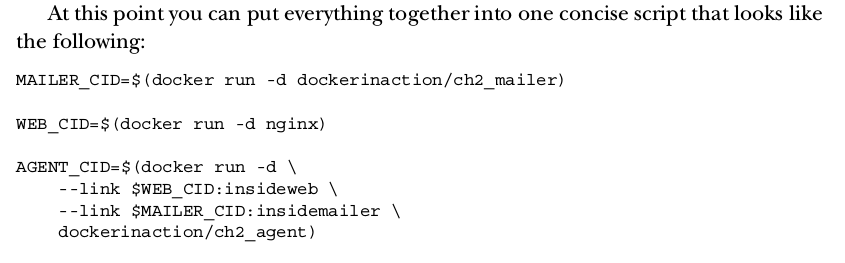 At this point you can put everything together into one concise script that looks like
the following:
MAILER_CID=$(docker run -d dockerinaction/ch2_mailer)
WEB_CID=$(docker run -d nginx)
AGENT_CID=$(docker run -d \
--link $WEB_CID:insideweb \
--link $MAILER_CID:insidemailer \
dockerinaction/ch2_agent)